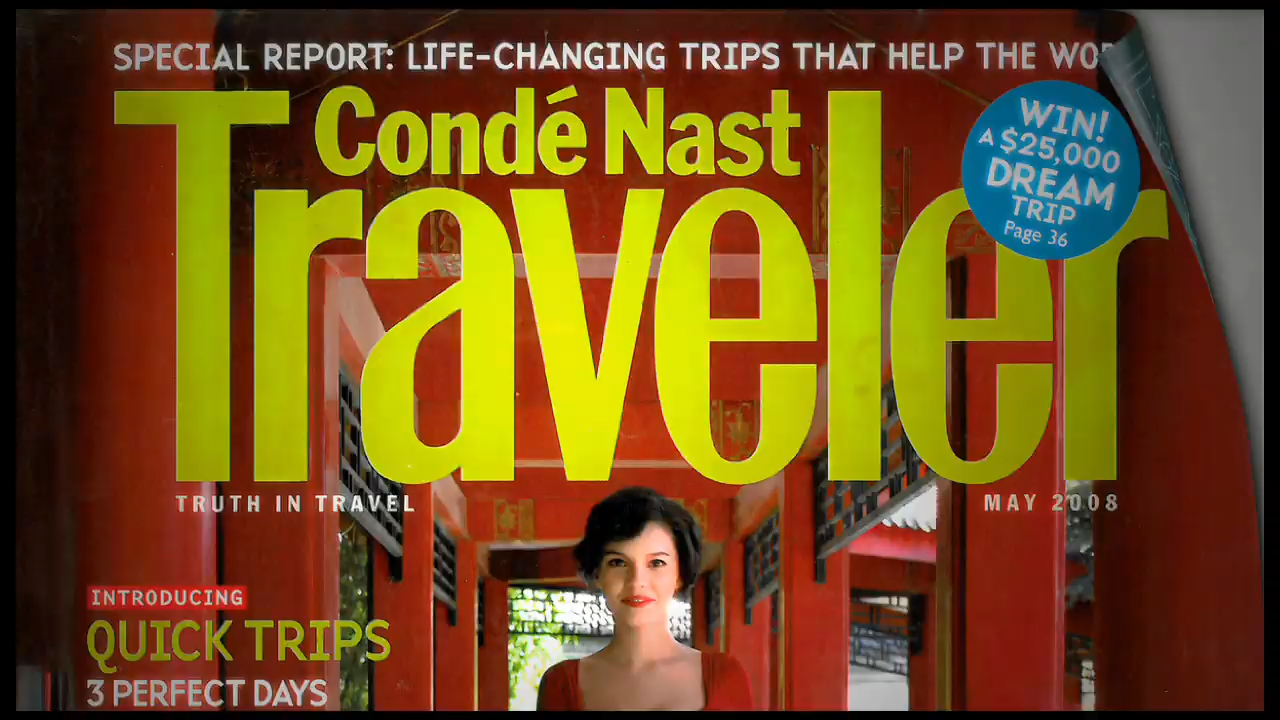 SPECIAL REPORT: LIFE-CHANGING TRIPS THAT HELP THE
Condé Nast
Traveler
WIN!
A $25,000
DREAM
TRIP
Page 36
TRUTH IN TRAVEL
MAY 2008
INTRODUCING
QUICK TRIPS
3 PERFECT DAYS